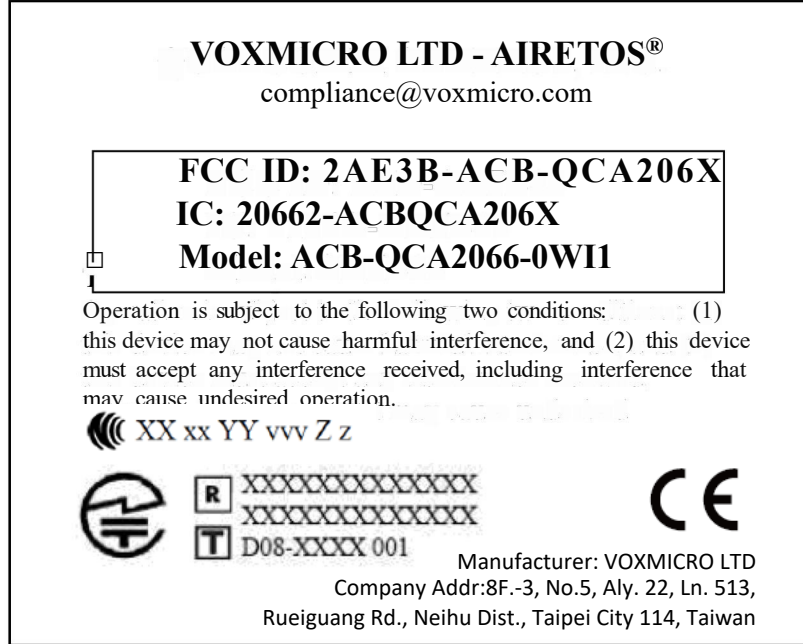 VOXMICRO LTD - AIRETOS®
compliance@voxmicro.com
FCC ID: 2AE3B-ACB-QCA206X
IC: 20662-ACBQCA206X
Model: ACB-QCA2066-0WI1
Operation is subject to the following two conditions: (1)
this device may not cause harmful interference, and (2) this device
must accept any interference received, including interference that
may cause undesired operation.
XX xx YY vvv Z z
R XXXXXXXXXXXXXX
XXXXXXXXXXXXXX
T D08-XXXX 001
CE
Manufacturer: VOXMICRO LTD
Company Addr:8F.-3, No.5, Aly. 22, Ln. 513,
Rueiguang Rd., Neihu Dist., Taipei City 114, Taiwan